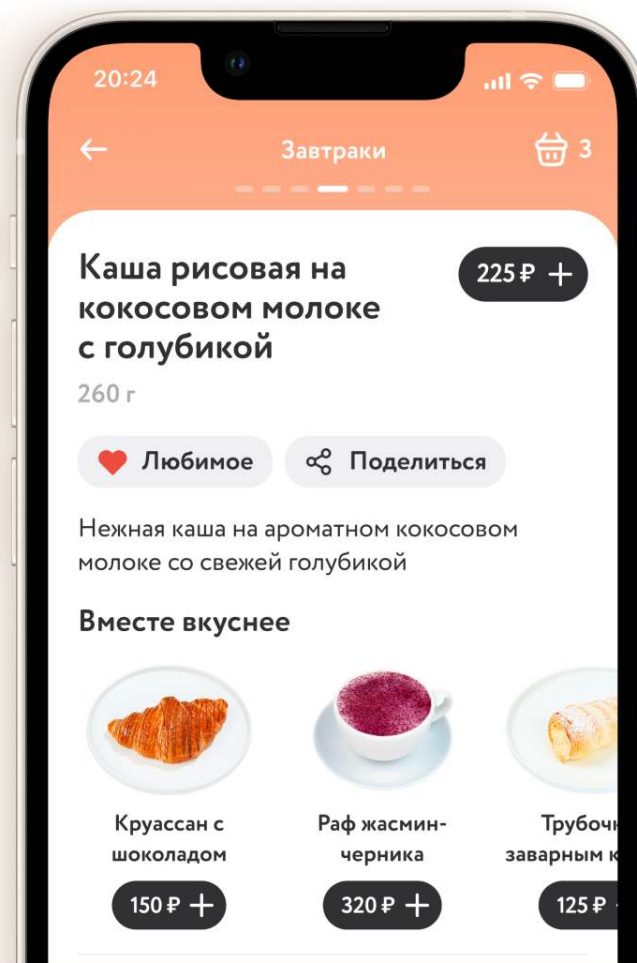 20:24
Завтраки
3
Каша рисовая на
кокосовом молоке
с голубикой
225 ₽ +
260 г
Любимое
Поделиться
Нежная каша на ароматном кокосовом
молоке со свежей голубикой
Вместе вкуснее
Круассан с
шоколадом
150 ₽ +
Раф жасмин-
черника
320 ₽ +
заварным
125 ₽